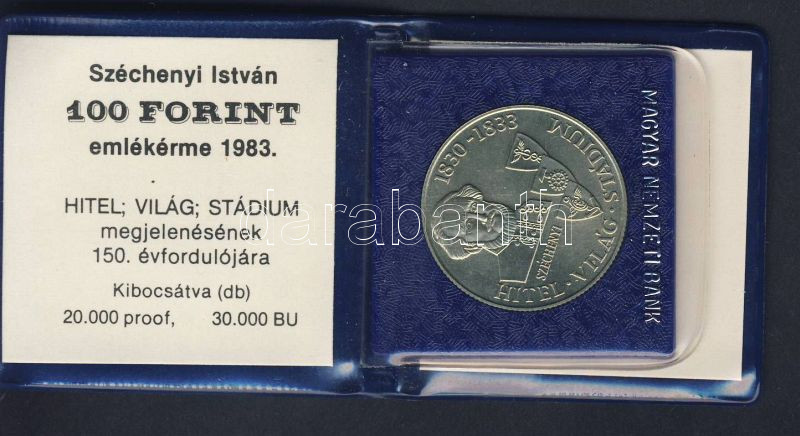 Széchenyi István
100 FORINT
emlékérme 1983.
HITEL; VILÁG; STÁDIUM
megjelenésének
150. évfordulójára
Kibocsátva (db)
20.000 proof, 30.000 BU
1830-1833
HITEL·VILÁG·STÁDIUM
SZÉCHENYI
MAGYAR NEMZETI BANK
darabanth